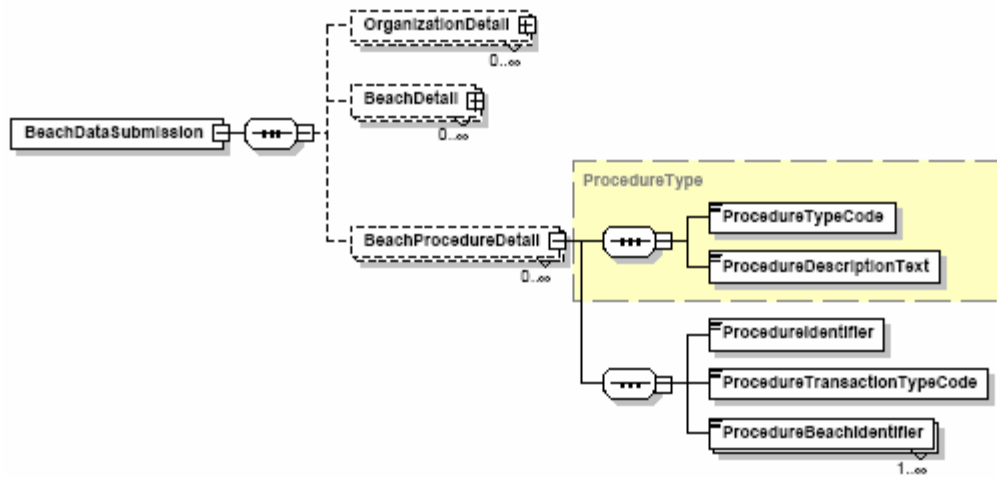 OrganizationDetail
0..∞
BeachDetail
0..∞
BeachDataSubmission
ProcedureType
ProcedureTypeCode
BeachProcedureDetail
0..∞
ProcedureDescriptionText
ProcedureIdentifier
ProcedureTransactionTypeCode
ProcedureBeachIdentifier
1..∞